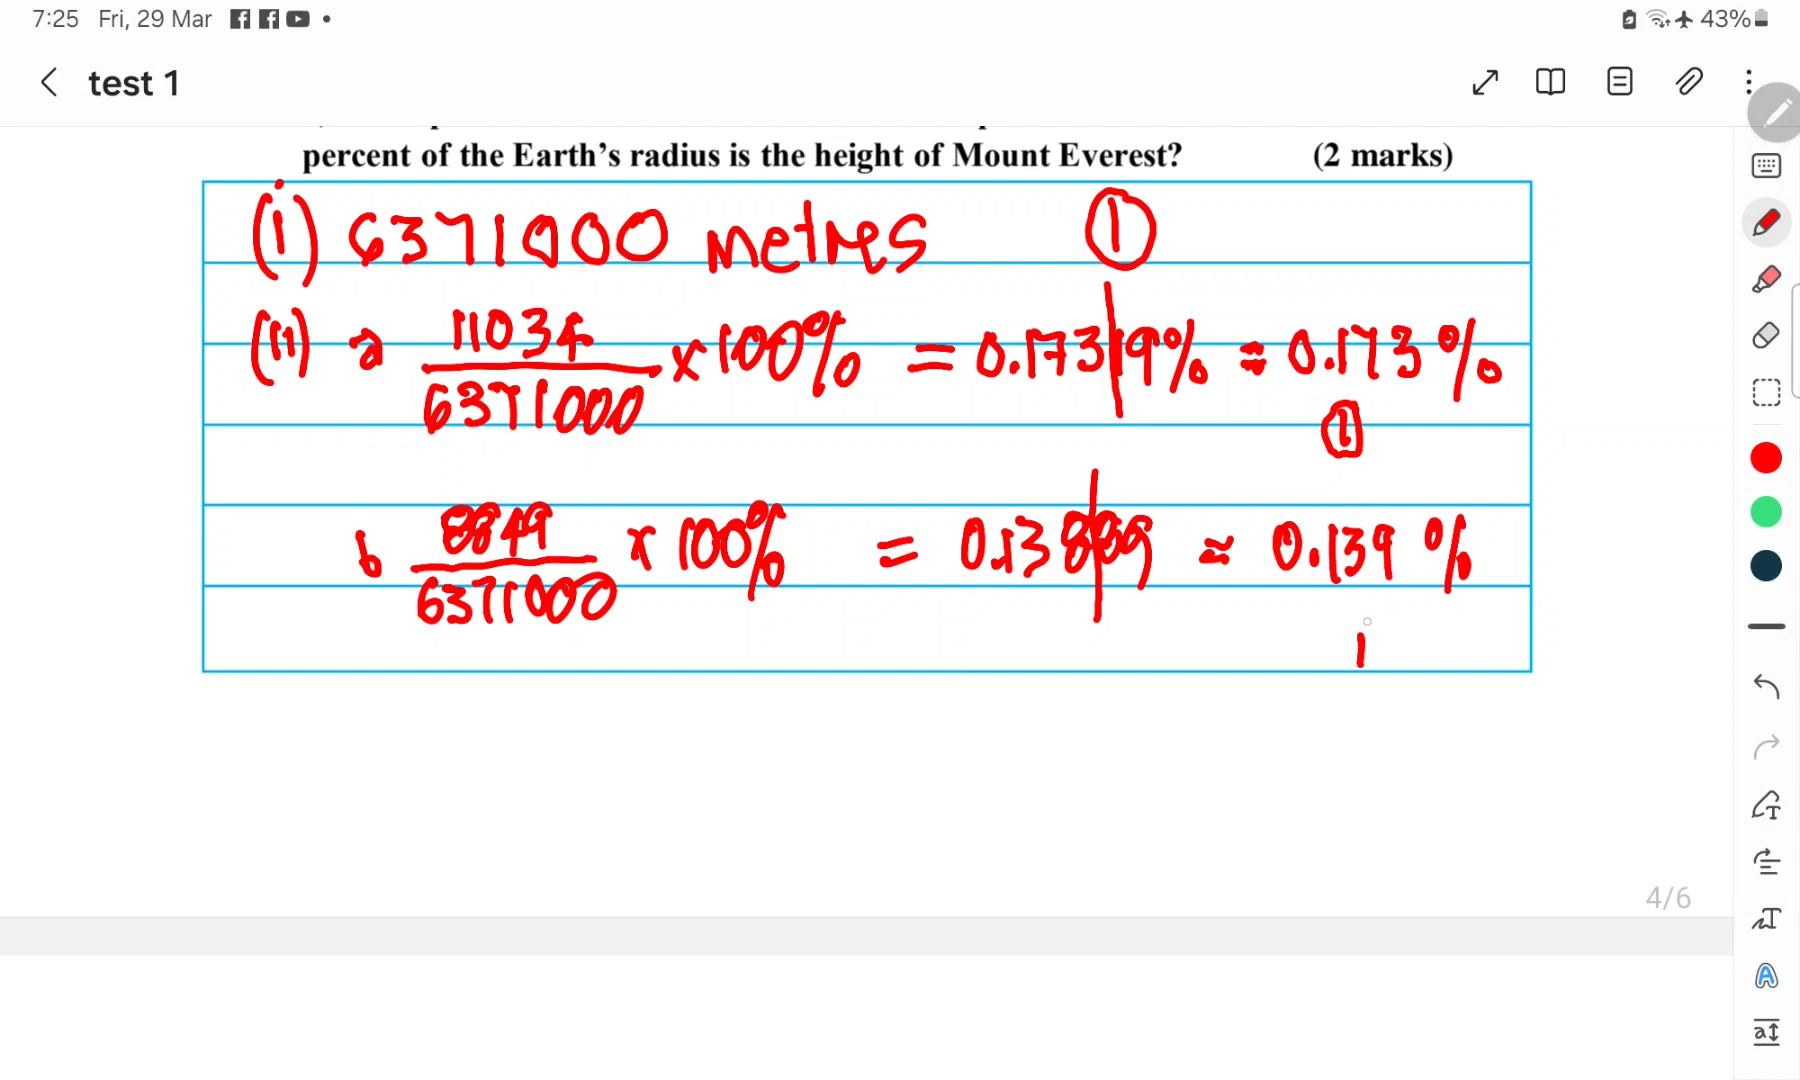 7:25 Fri, 29 Mar 43%
test 1
percent of the Earth's radius is the height of Mount Everest? (2 marks)
(i) 6371000 metres ①
(ii) a 11034/6371000 × 100% = 0.17319% ≈ 0.173%
①
b 8849/6371000 × 100% = 0.13889 ≈ 0.139%
1
4/6